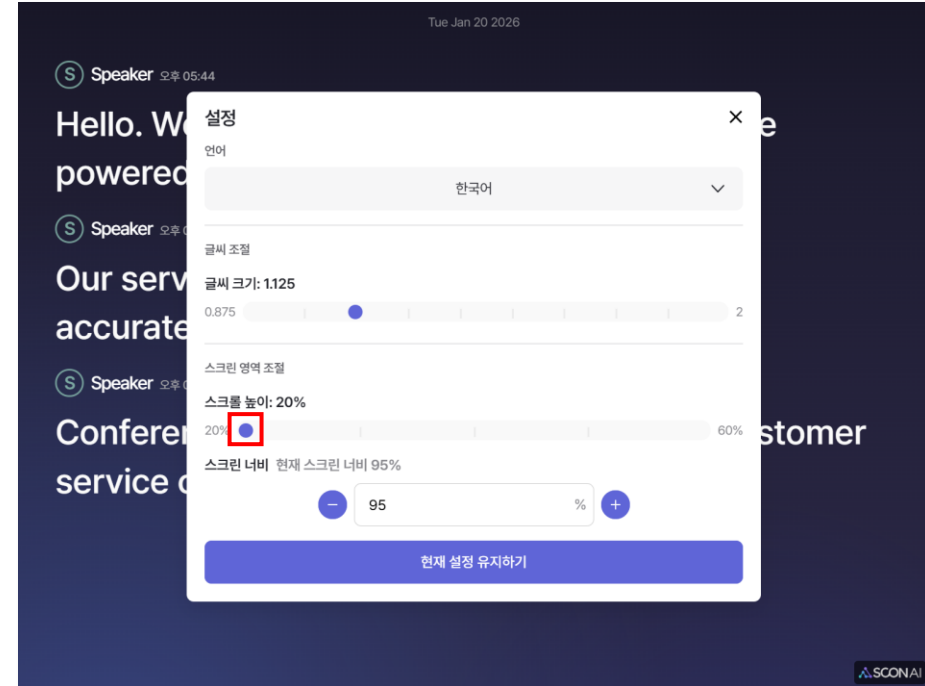 Tue Jan 20 2026
S Speaker 오후 05:44
Hello. We
powered
S Speaker 오후
Our serv
accurate
S Speaker 오후
Confere
stomer
service
설정
언어
한국어
글씨 조절
글씨 크기: 1.125
0.875 2
스크린 영역 조절
스크롤 높이: 20%
20% 60%
스크린 너비 현재 스크린 너비 95%
95 %
현재 설정 유지하기
SCON AI